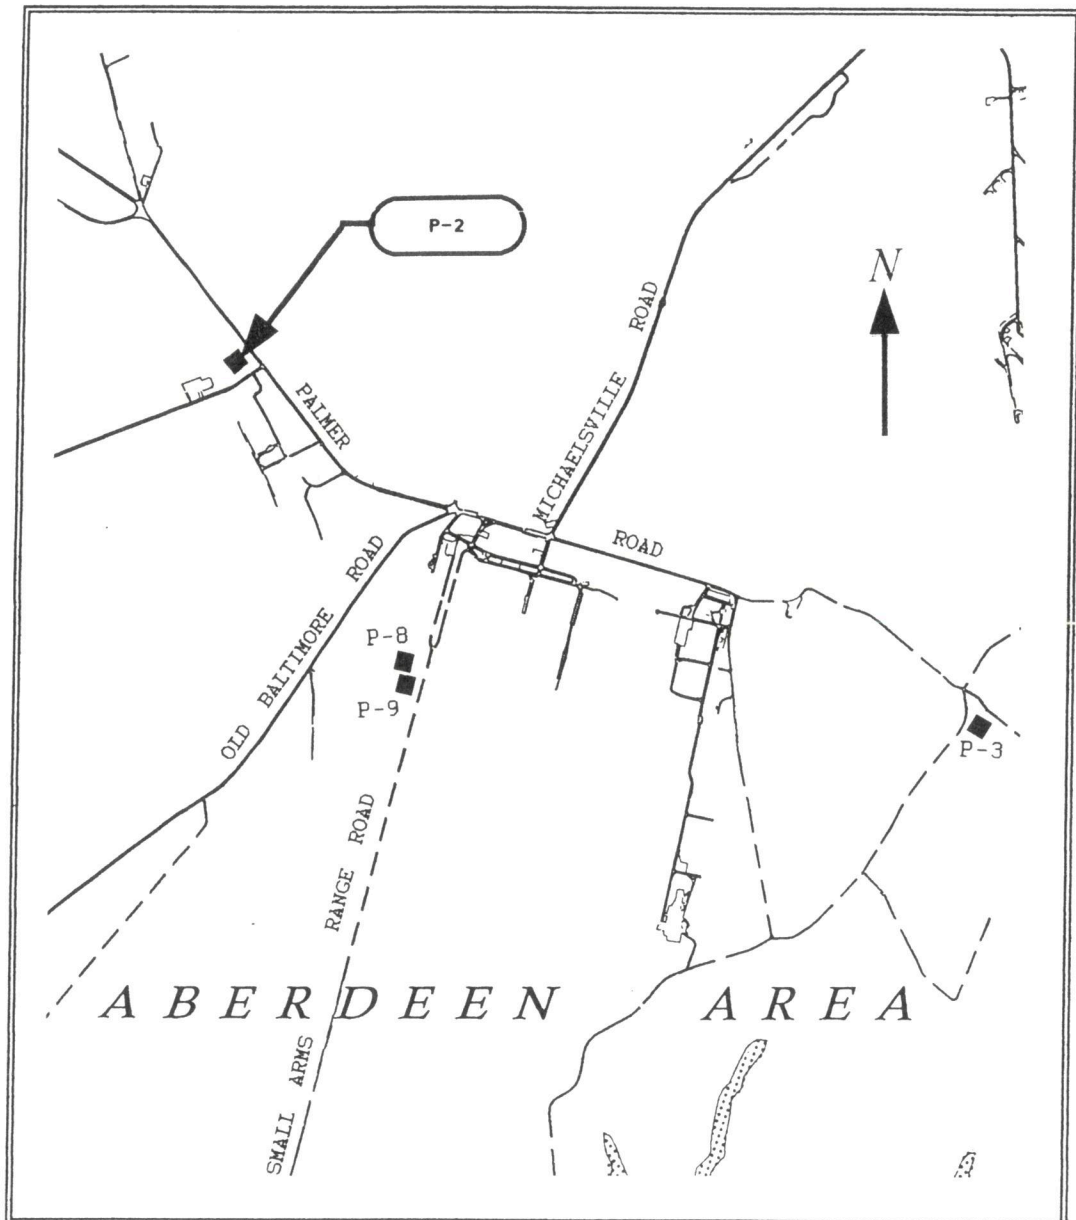 P-2
N
PALMER
MICHAELSVILLE ROAD
ROAD
OLD BALTIMORE ROAD
P-8
P-9
P-3
SMALL ARMS RANGE ROAD
ABERDEEN AREA